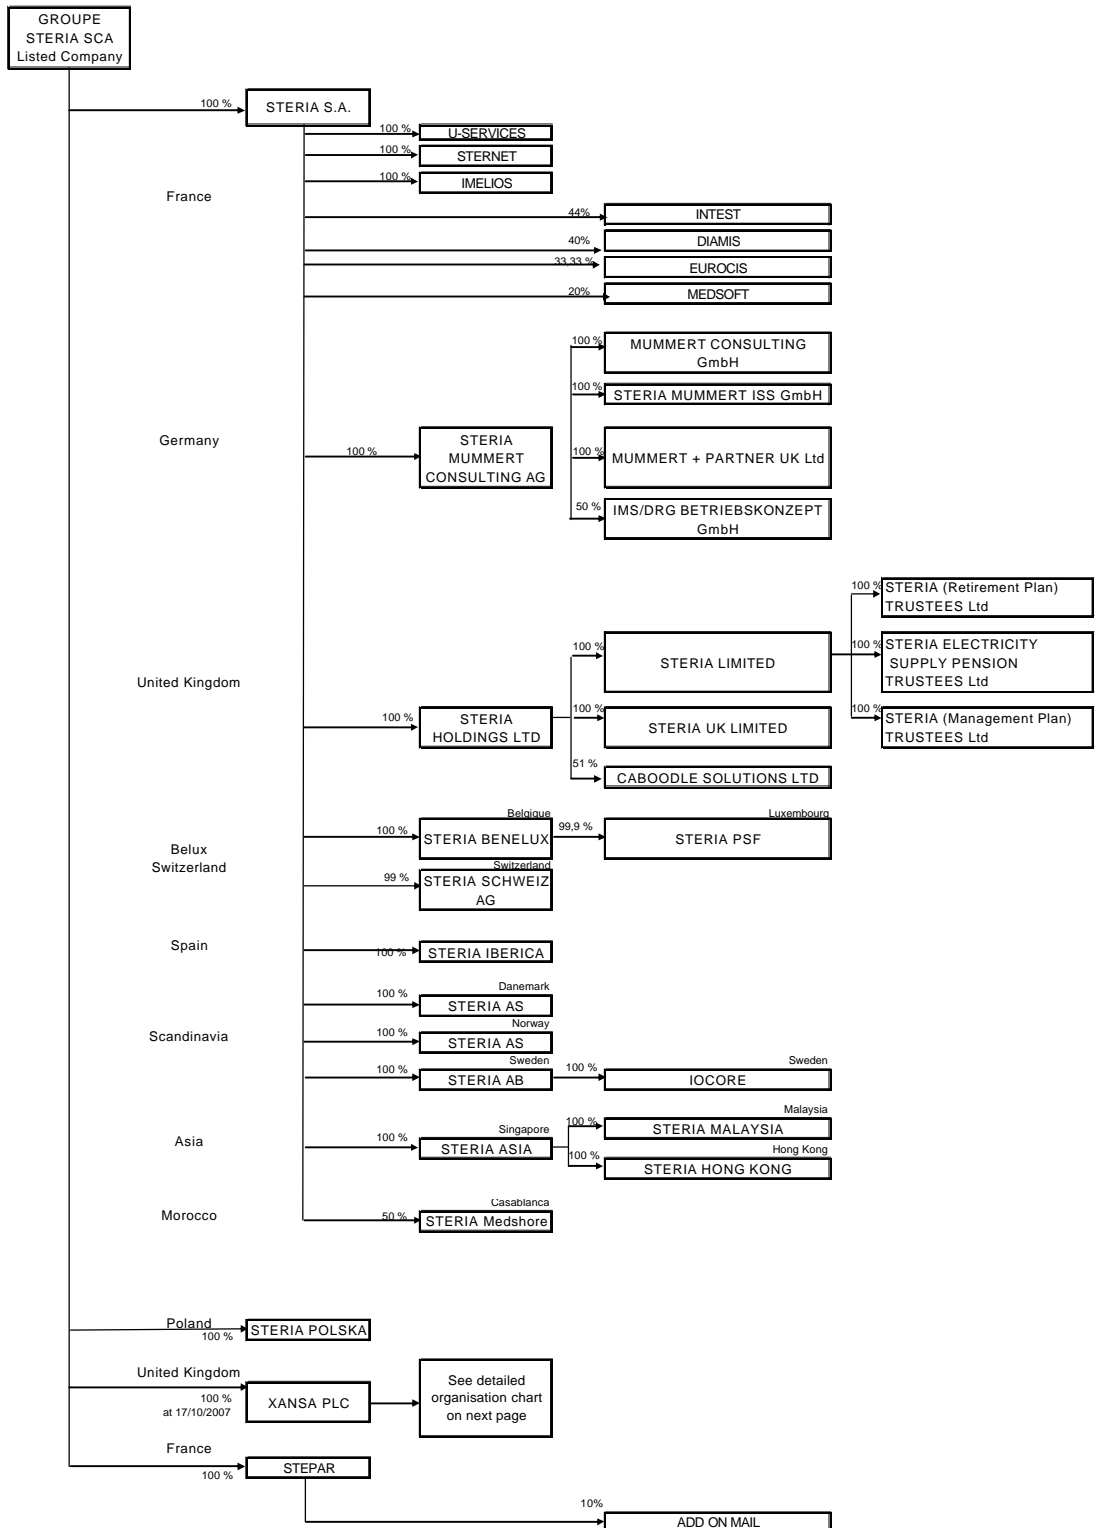 GROUPE
STERIA SCA
Listed Company
100 %
STERIA S.A.
100 %
U-SERVICES
100 %
STERNET
100 %
IMELIOS
France
44%
INTEST
40%
DIAMIS
33,33 %
EUROCIS
20%
MEDSOFT
100 %
MUMMERT CONSULTING
GmbH
100 %
STERIA MUMMERT ISS GmbH
Germany
100 %
STERIA
MUMMERT
CONSULTING AG
100 %
MUMMERT + PARTNER UK Ltd
50 %
IMS/DRG BETRIEBSKONZEPT
GmbH
100 %
STERIA (Retirement Plan)
TRUSTEES Ltd
100 %
STERIA LIMITED
100 %
STERIA ELECTRICITY
SUPPLY PENSION
TRUSTEES Ltd
United Kingdom
100 %
STERIA
HOLDINGS LTD
100 %
STERIA UK LIMITED
100 %
STERIA (Management Plan)
TRUSTEES Ltd
51 %
CABOODLE SOLUTIONS LTD
Belgique
Luxembourg
100 %
STERIA BENELUX
99,9 %
STERIA PSF
Belux
Switzerland
Switzerland
99 %
STERIA SCHWEIZ
AG
Spain
100 %
STERIA IBERICA
Danemark
100 %
STERIA AS
Norway
Scandinavia
100 %
STERIA AS
Sweden
Sweden
100 %
STERIA AB
100 %
IOCORE
Malaysia
100 %
STERIA MALAYSIA
Singapore
Asia
100 %
STERIA ASIA
Hong Kong
100 %
STERIA HONG KONG
Casablanca
Morocco
50 %
STERIA Medshore
Poland
100 %
STERIA POLSKA
United Kingdom
100 %
at 17/10/2007
XANSA PLC
See detailed
organisation chart
on next page
France
100 %
STEPAR
10%
ADD ON MAIL